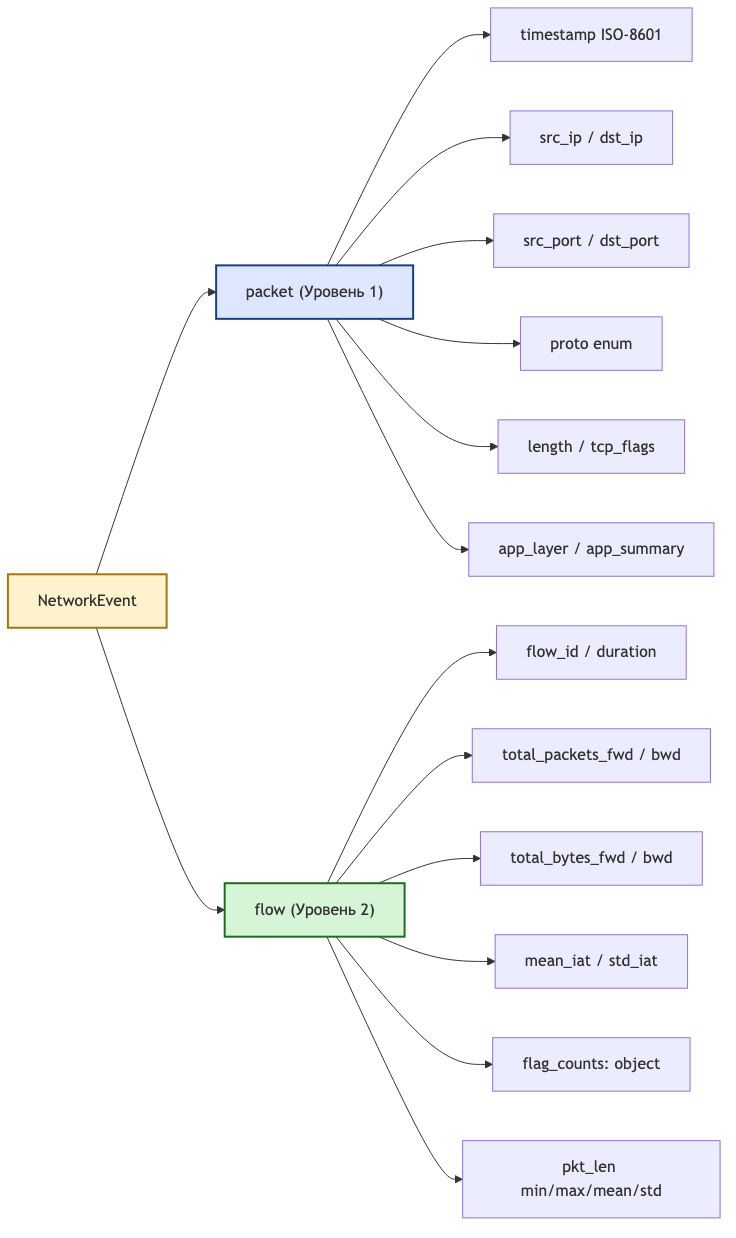 timestamp ISO-8601
src_ip / dst_ip
src_port / dst_port
packet (Уровень 1)
proto enum
length / tcp_flags
app_layer / app_summary
NetworkEvent
flow_id / duration
total_packets_fwd / bwd
total_bytes_fwd / bwd
flow (Уровень 2)
mean_iat / std_iat
flag_counts: object
pkt_len
min/max/mean/std